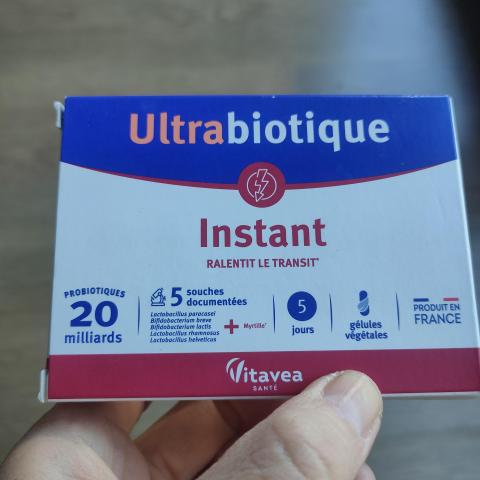 Ultrabiotique
Instant
RALENTIT LE TRANSIT*
PROBIOTIQUES
20
milliards
5 souches
documentées
Lactobacillus paracasei
Bifidobacterium breve
Bifidobacterium lactis
Lactobacillus rhamnosus
Lactobacillus helveticus
+ Myrtille*
5
jours
gélules
végétales
PRODUIT EN
FRANCE
Vitavea
SANTÉ